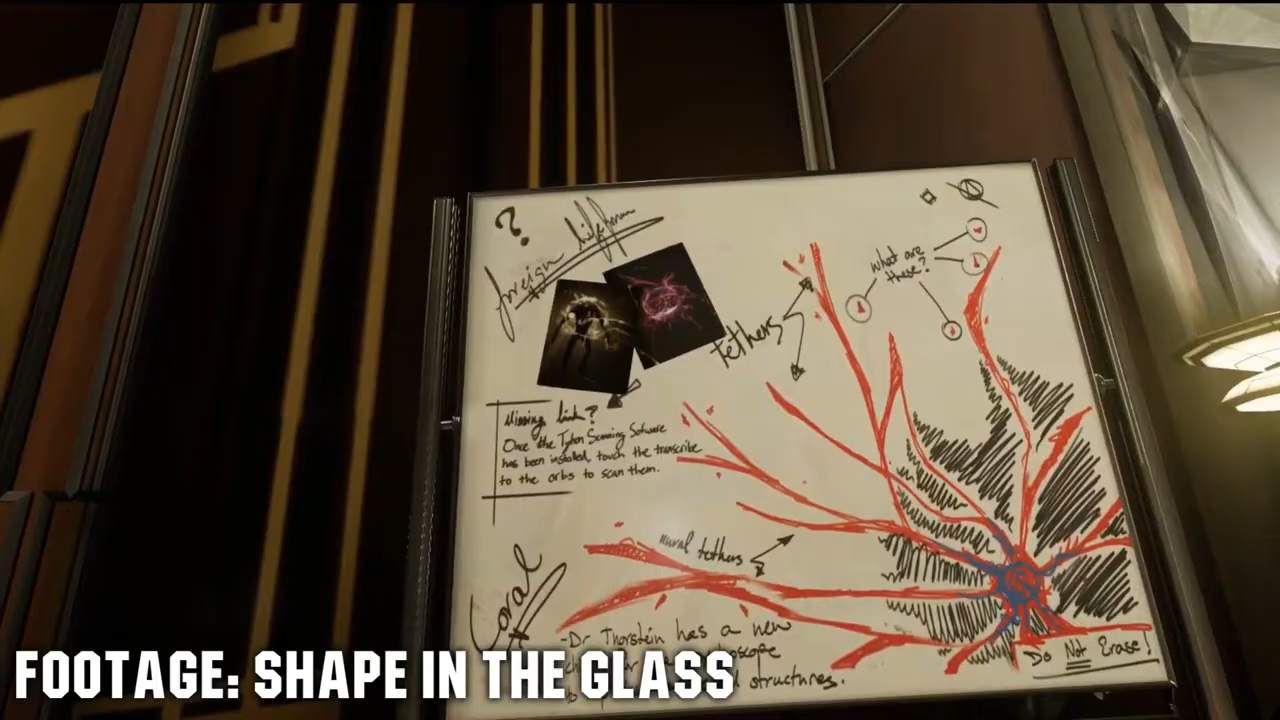 ?
foreign lifeform
what are
these?
tethers
Missing link?
Once the Typhon Scanning Software
has been installed, touch the transcribe
to the orbs to scan them.
nural tethers
Coral
-Dr Thorstein has a new
structures.
Do Not Erase!
FOOTAGE: SHAPE IN THE GLASS